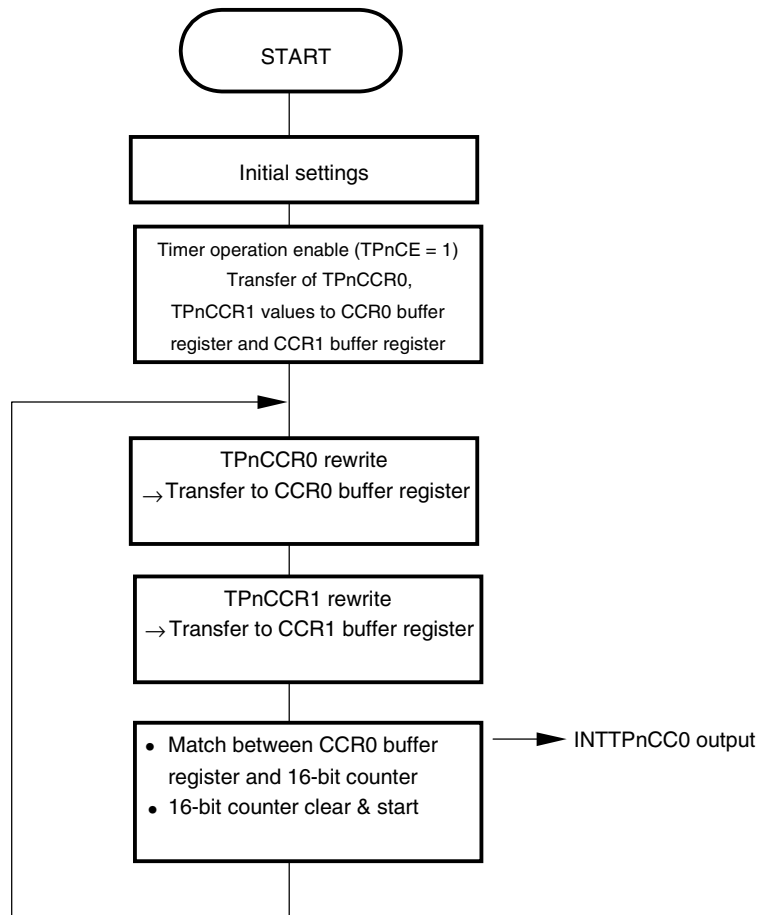 START
Initial settings
Timer operation enable (TPnCE = 1)
Transfer of TPnCCR0,
TPnCCR1 values to CCR0 buffer
register and CCR1 buffer register
TPnCCR0 rewrite
→ Transfer to CCR0 buffer register
TPnCCR1 rewrite
→ Transfer to CCR1 buffer register
• Match between CCR0 buffer
register and 16-bit counter
• 16-bit counter clear & start
INTTPnCC0 output